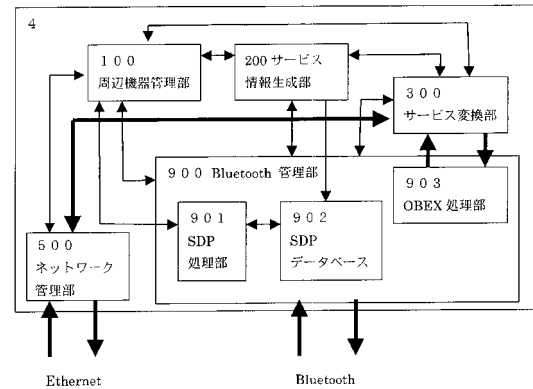 4
１００
周辺機器管理部
200 サービス
情報生成部
３００
サービス変換部
９００ Bluetooth 管理部
９０３
OBEX 処理部
９０１
SDP
処理部
９０２
SDP
データベース
５００
ネットワーク
管理部
Ethernet
Bluetooth